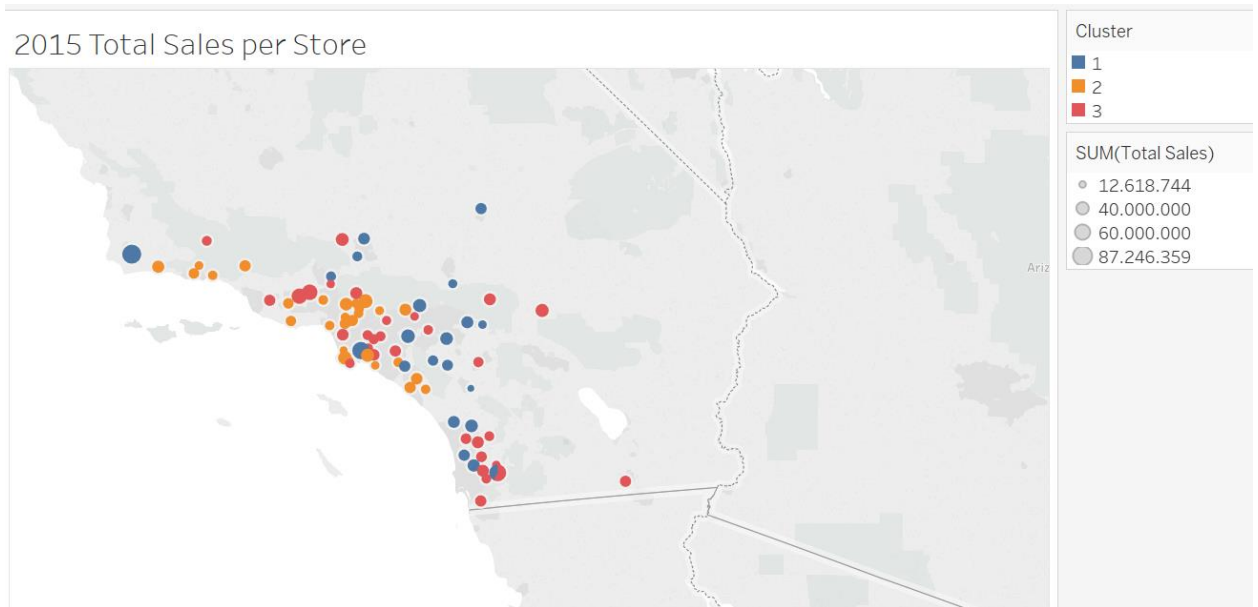 2015 Total Sales per Store
Ariz
Cluster
1
2
3
SUM(Total Sales)
12.618.744
40.000.000
60.000.000
87.246.359